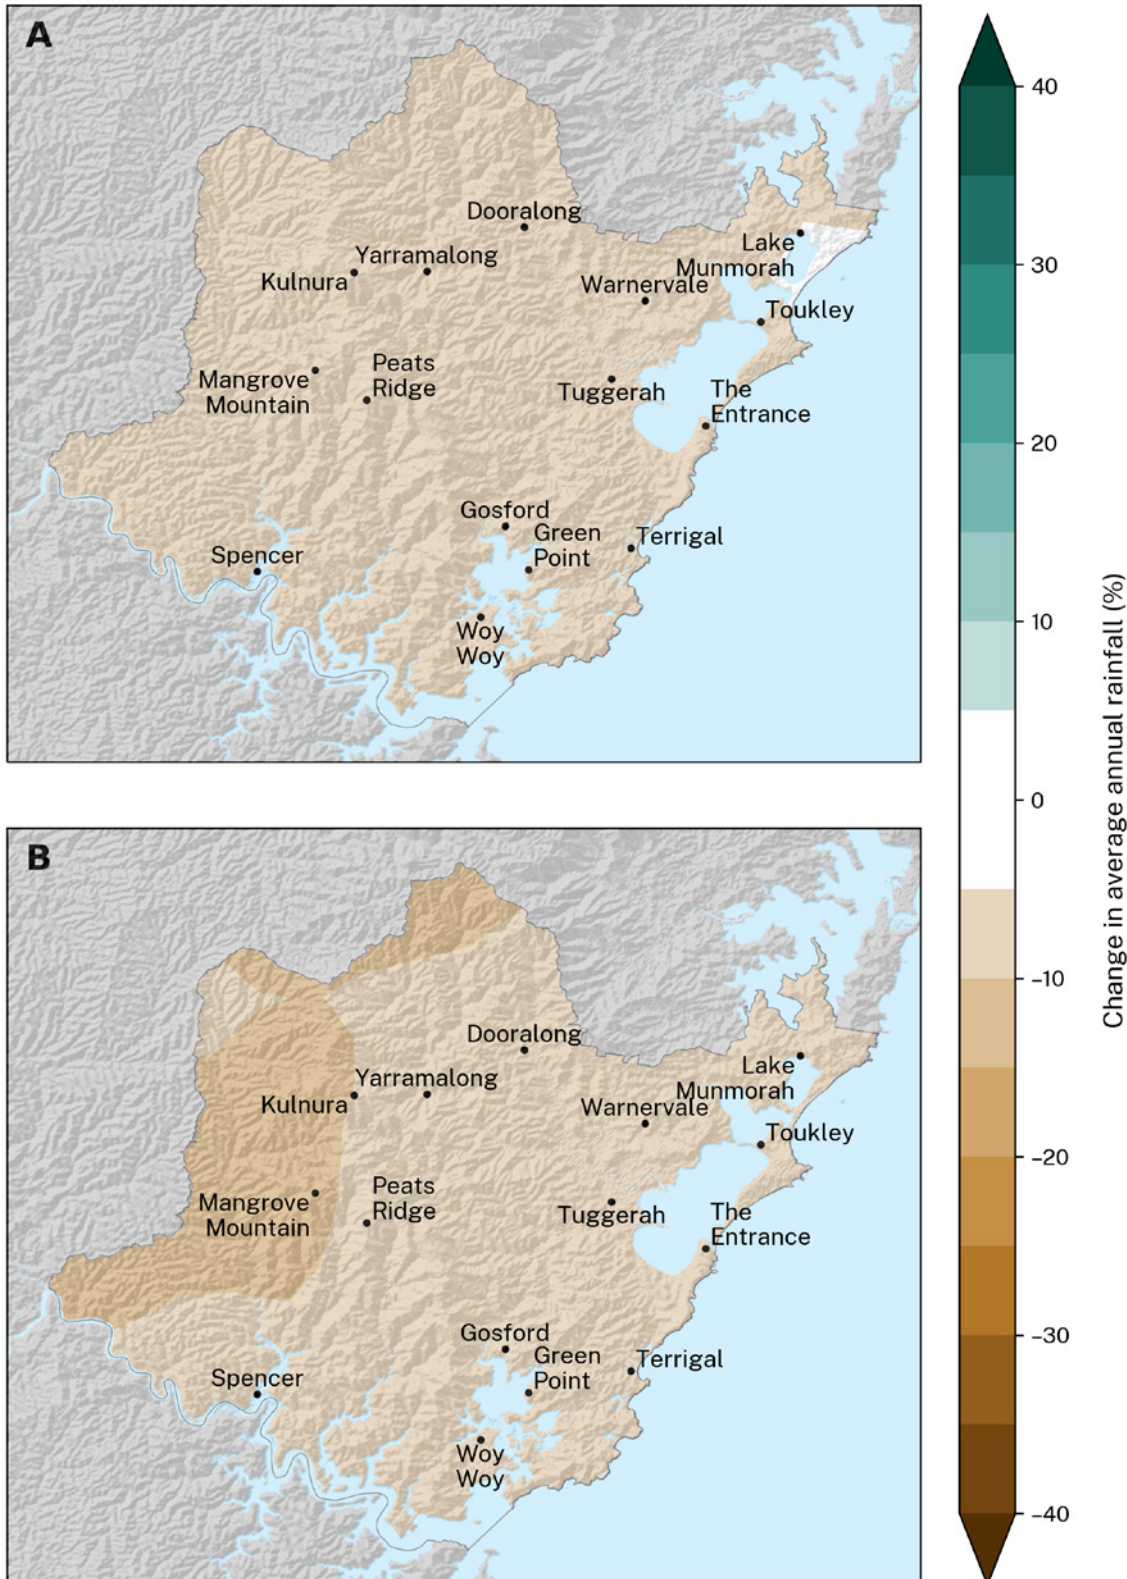 A
Dooralong
Yarramalong
Kulnura
Lake
Munmorah
Warnervale
Toukley
Peats
Ridge
Mangrove
Mountain
Tuggerah
The
Entrance
Gosford
Green
Point
Terrigal
Spencer
Woy
Woy
B
Dooralong
Yarramalong
Kulnura
Lake
Munmorah
Warnervale
Toukley
Peats
Ridge
Mangrove
Mountain
Tuggerah
The
Entrance
Gosford
Green
Point
Terrigal
Spencer
Woy
Woy
40
30
20
10
0
−10
−20
−30
−40
Change in average annual rainfall (%)